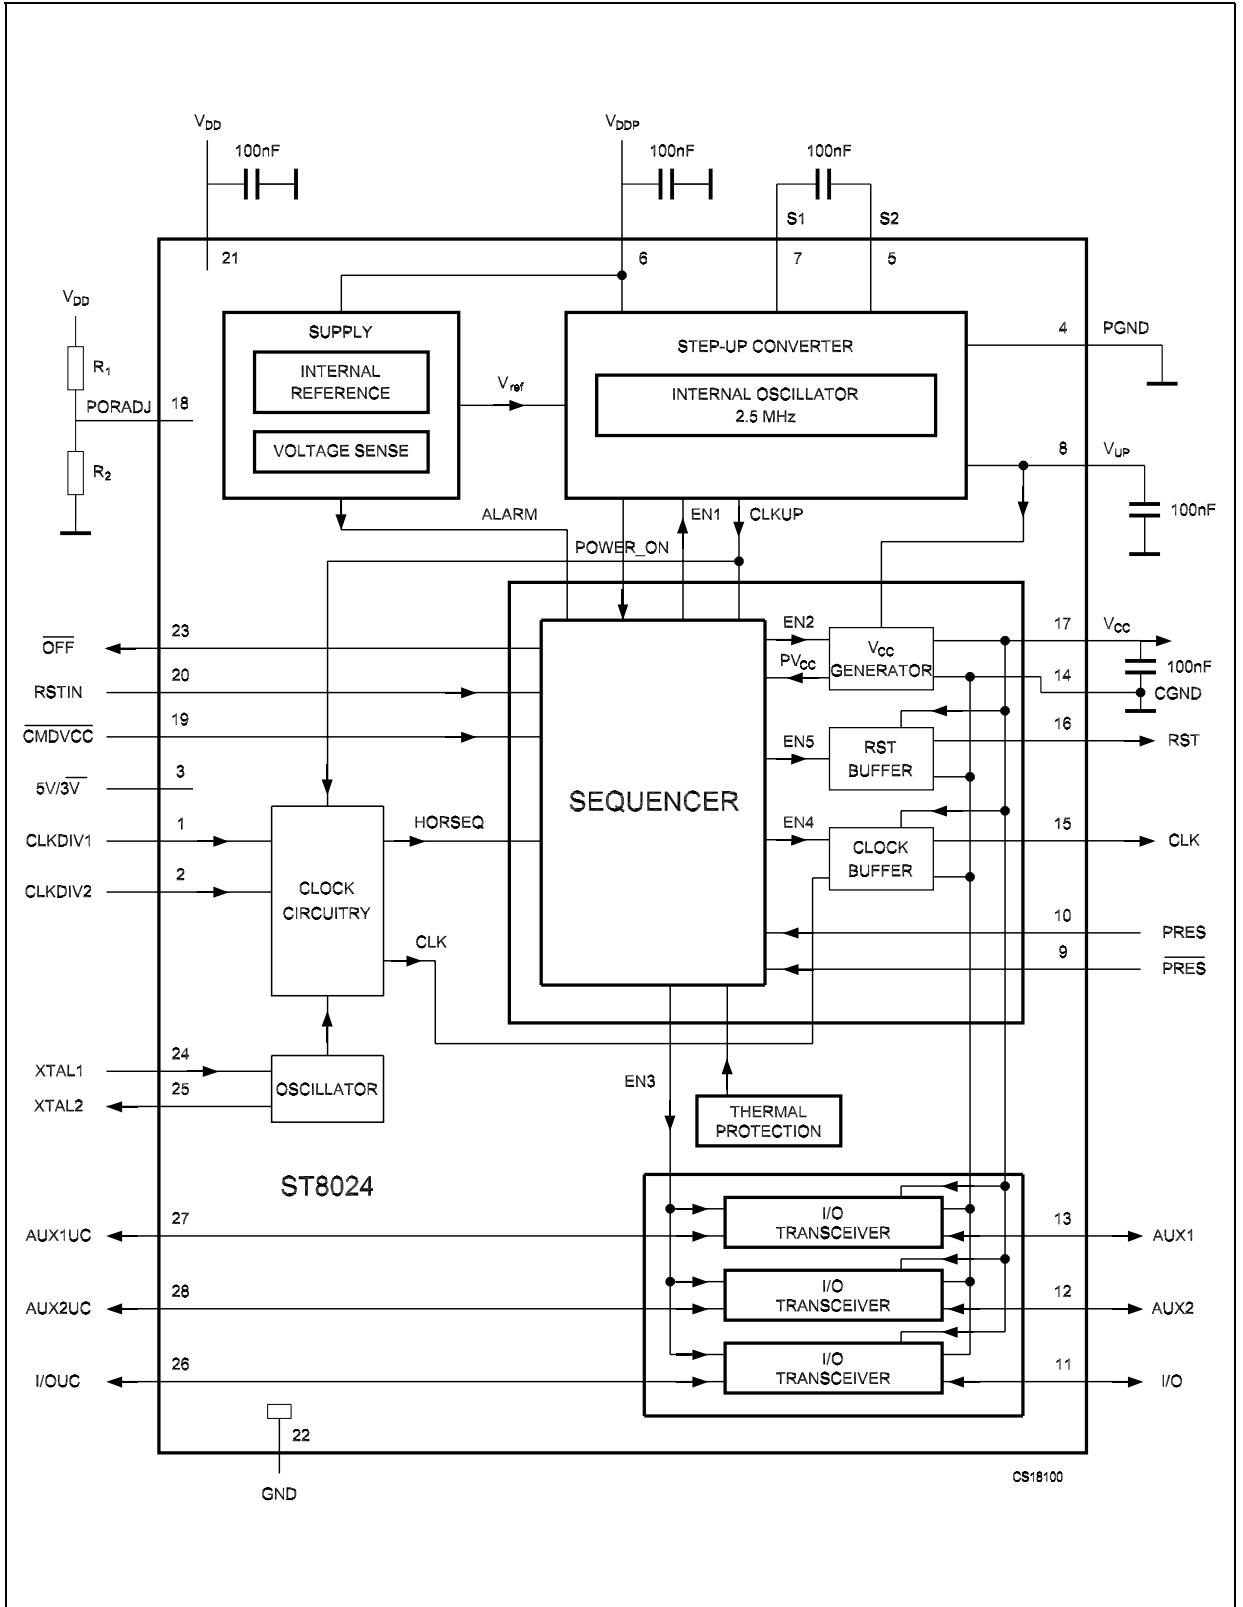 VDD
VDDP
100nF
100nF
100nF
S1
S2
21
6
7
5
VDD
SUPPLY
STEP-UP CONVERTER
4
PGND
R1
INTERNAL
REFERENCE
Vref
INTERNAL OSCILLATOR
2.5 MHz
PORADJ
18
VOLTAGE SENSE
8
VUP
R2
ALARM
EN1
CLKUP
100nF
POWER_ON
23
OFF
EN2
VCC
GENERATOR
17
VCC
PVCC
100nF
20
RSTIN
14
CGND
19
CMDVCC
16
RST
EN5
RST
BUFFER
3
5V/3V
SEQUENCER
1
CLKDIV1
HORSEQ
EN4
15
CLK
CLOCK
BUFFER
2
CLKDIV2
CLOCK
CIRCUITRY
10
PRES
CLK
9
PRES
24
XTAL1
25
XTAL2
OSCILLATOR
EN3
THERMAL
PROTECTION
ST8024
27
AUX1UC
I/O
TRANSCEIVER
13
AUX1
28
AUX2UC
I/O
TRANSCEIVER
12
AUX2
26
I/OUC
I/O
TRANSCEIVER
11
I/O
22
GND
CS18100